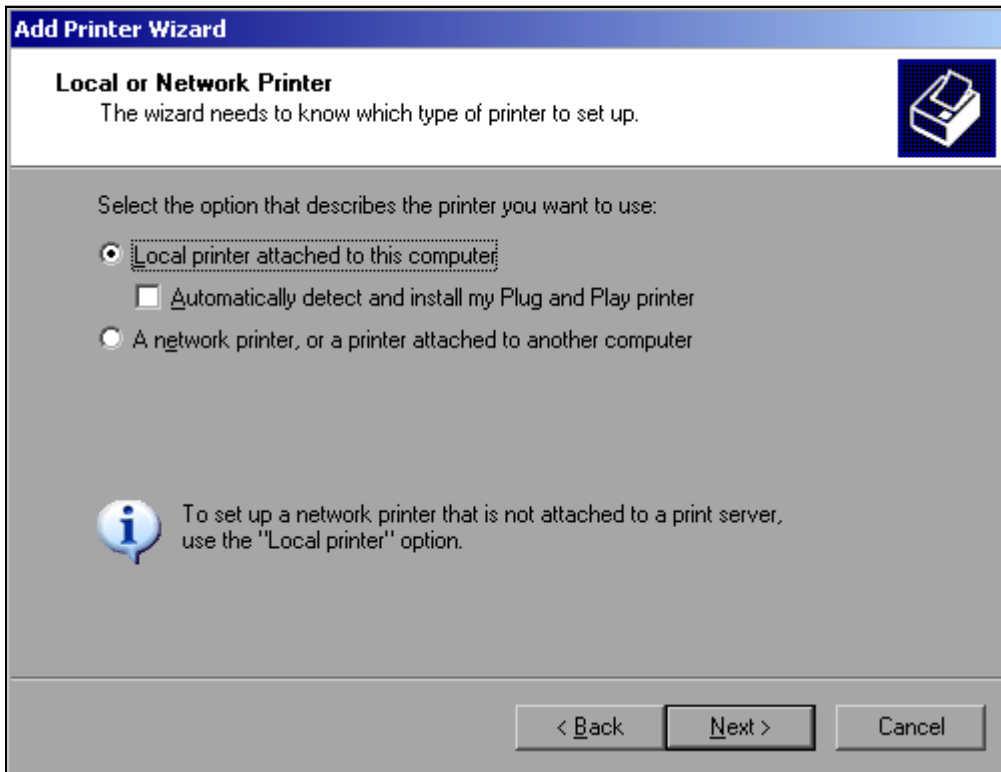 Add Printer Wizard
Local or Network Printer
The wizard needs to know which type of printer to set up.
Select the option that describes the printer you want to use:
Local printer attached to this computer
Automatically detect and install my Plug and Play printer
A network printer, or a printer attached to another computer
To set up a network printer that is not attached to a print server,
use the "Local printer" option.
< Back
Next >
Cancel